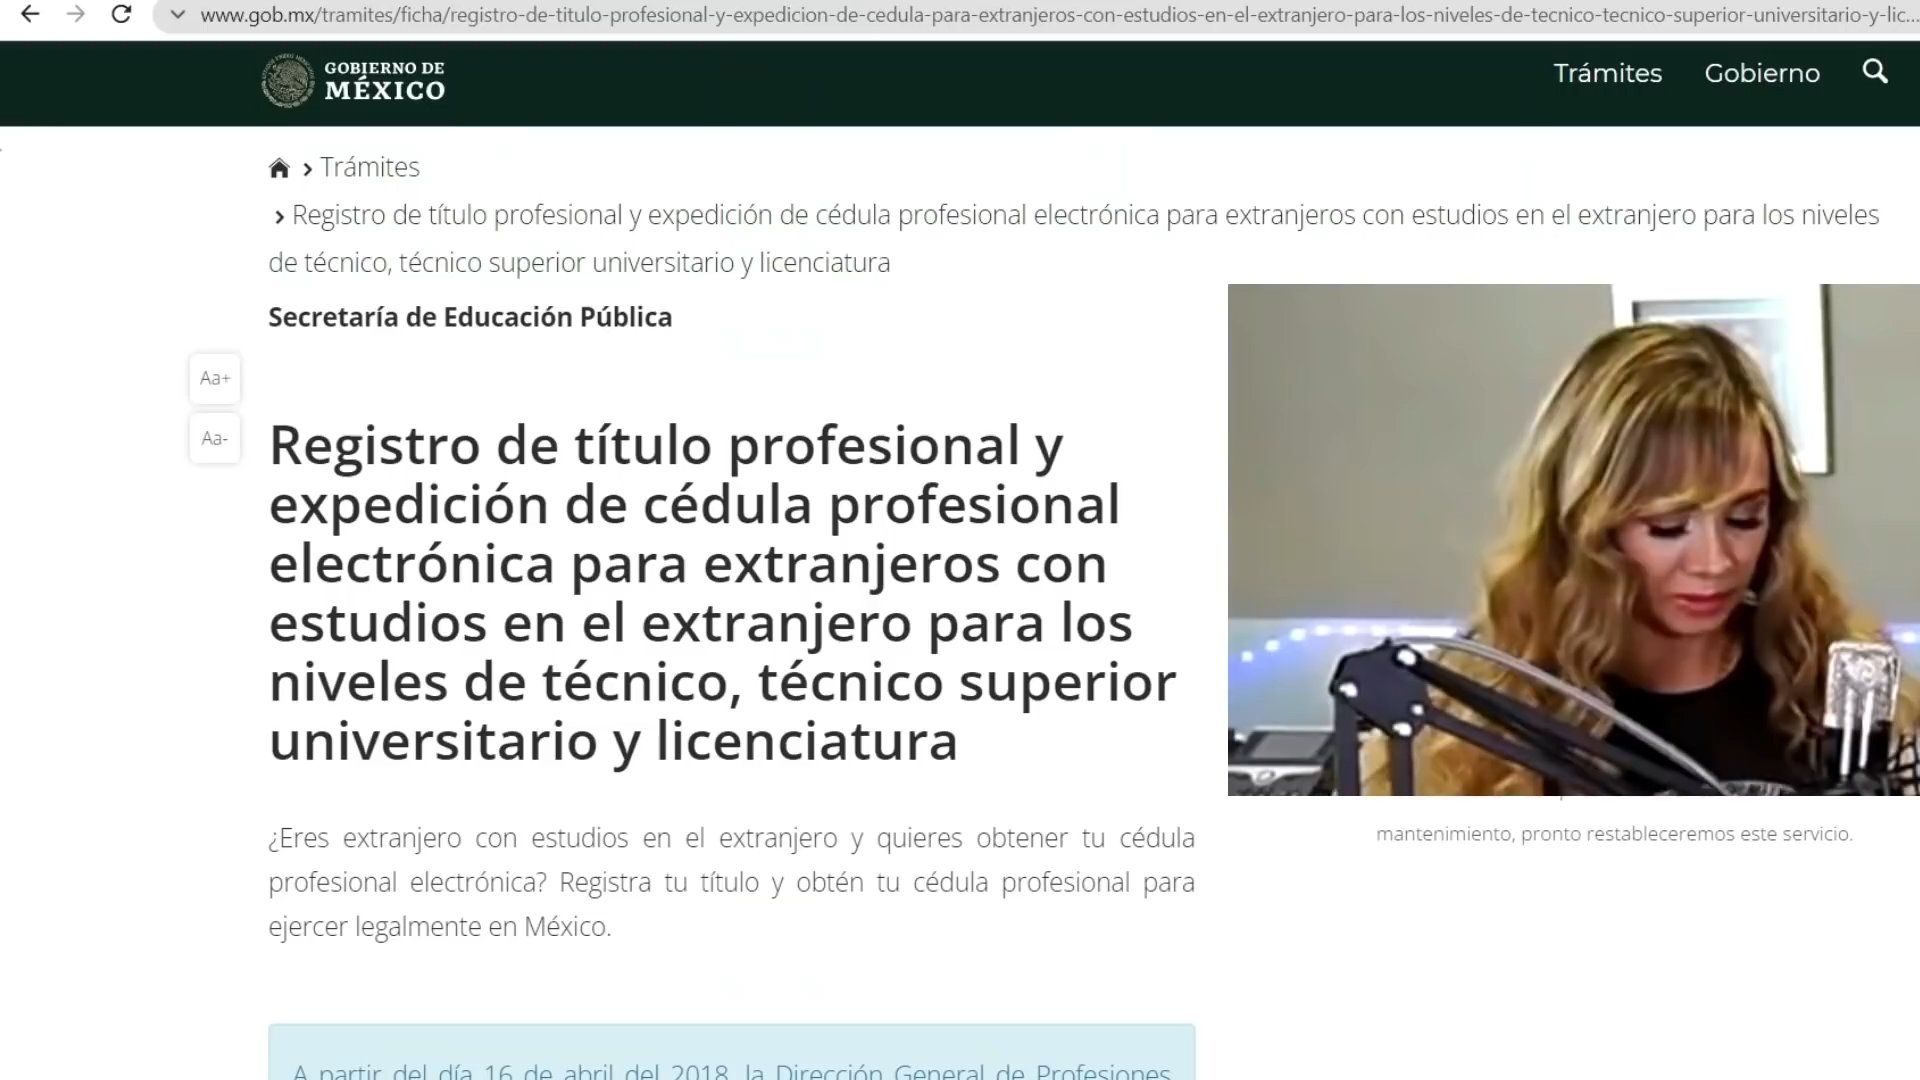 www.gob.mx/tramites/ficha/registro-de-titulo-profesional-y-expedicion-de-cedula-para-extranjeros-con-estudios-en-el-extranjero-para-los-niveles-de-tecnico-tecnico-superior-universitario-y-lic...
GOBIERNO DE
MÉXICO
Trámites
Gobierno
Trámites
Registro de título profesional y expedición de cédula profesional electrónica para extranjeros con estudios en el extranjero para los niveles
de técnico, técnico superior universitario y licenciatura
Secretaría de Educación Pública
Aa+
Aa-
Registro de título profesional y
expedición de cédula profesional
electrónica para extranjeros con
estudios en el extranjero para los
niveles de técnico, técnico superior
universitario y licenciatura
mantenimiento, pronto restableceremos este servicio.
¿Eres extranjero con estudios en el extranjero y quieres obtener tu cédula
profesional electrónica? Registra tu título y obtén tu cédula profesional para
ejercer legalmente en México.
A partir del día 16 de abril del 2018, la Dirección General de Profesiones